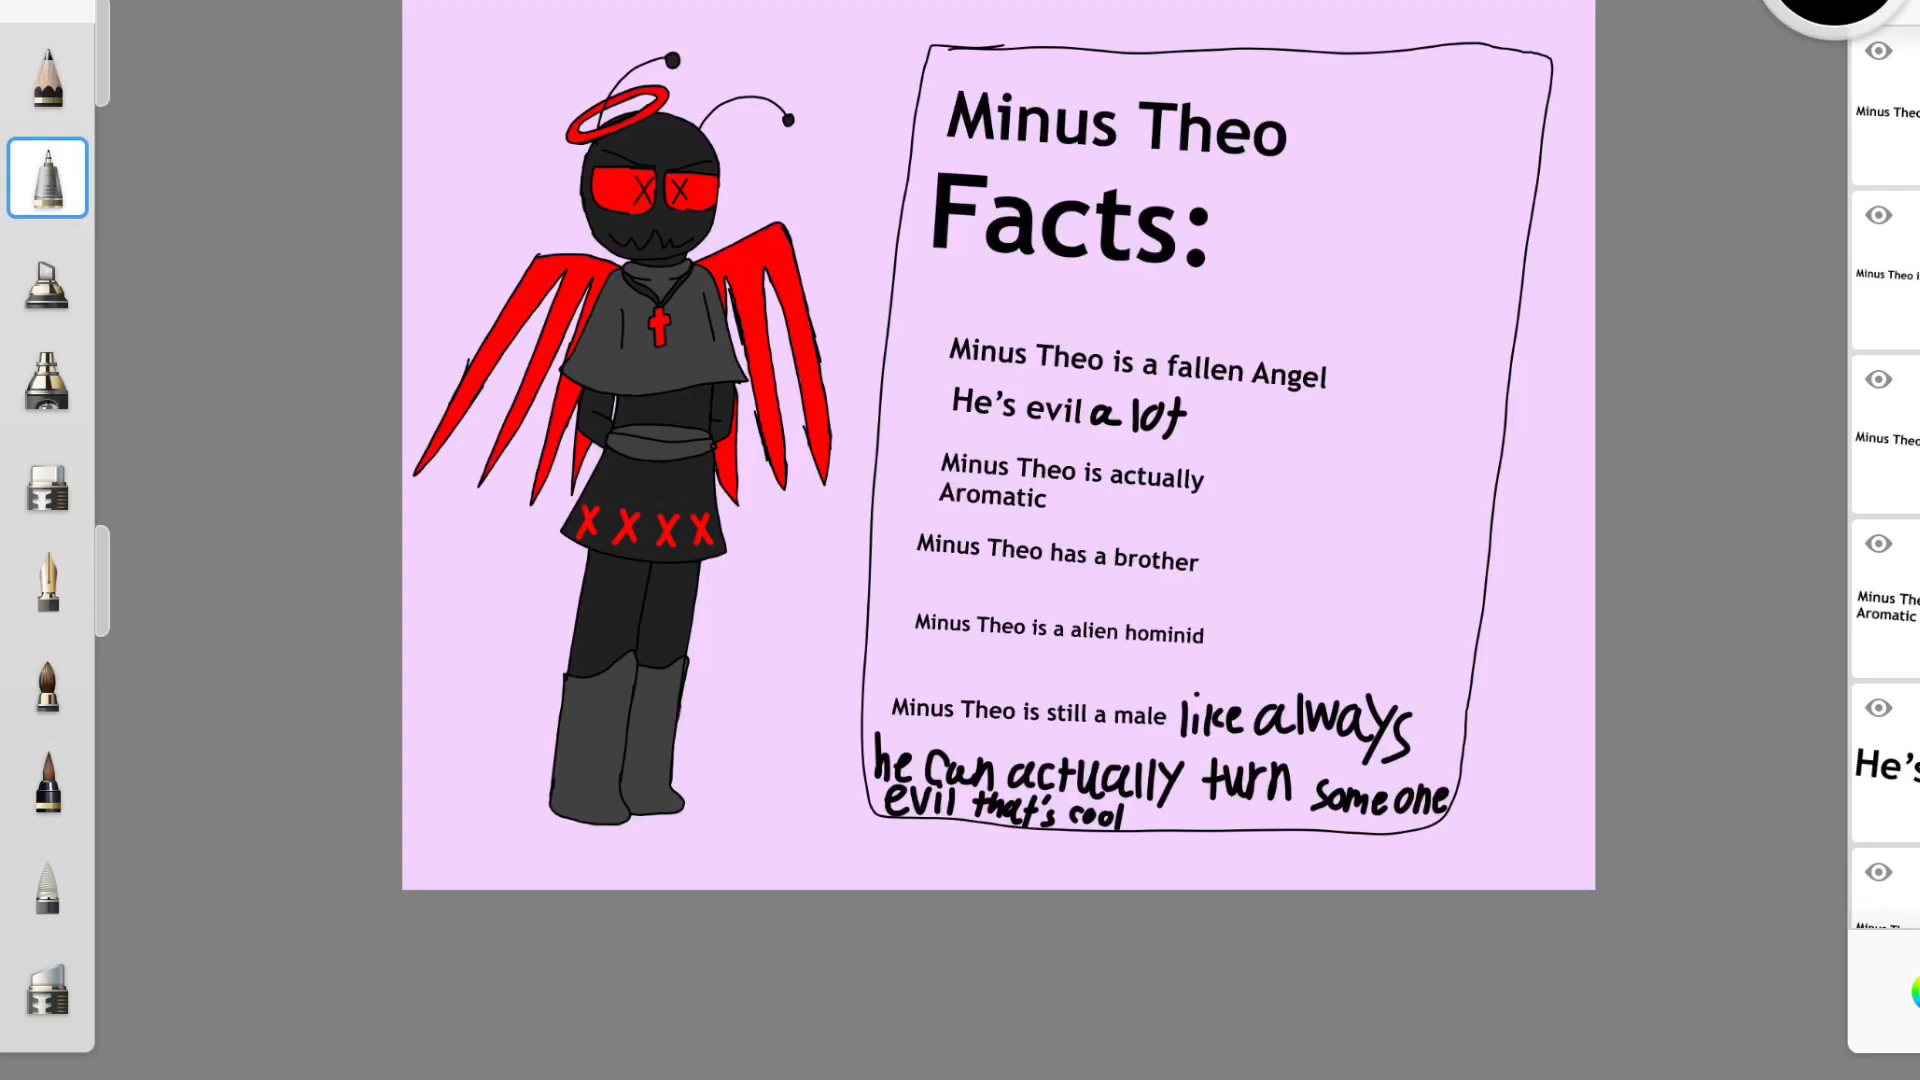 Minus Theo
Facts:
Minus Theo is a fallen Angel
He's evil a lot
Minus Theo is actually
Aromatic
Minus Theo has a brother
Minus Theo is a alien hominid
Minus Theo is still a male like always
he can actually turn someone
evil that's cool
Minus Theo
Minus Theo i
Minus Theo
Minus The
Aromatic
He's